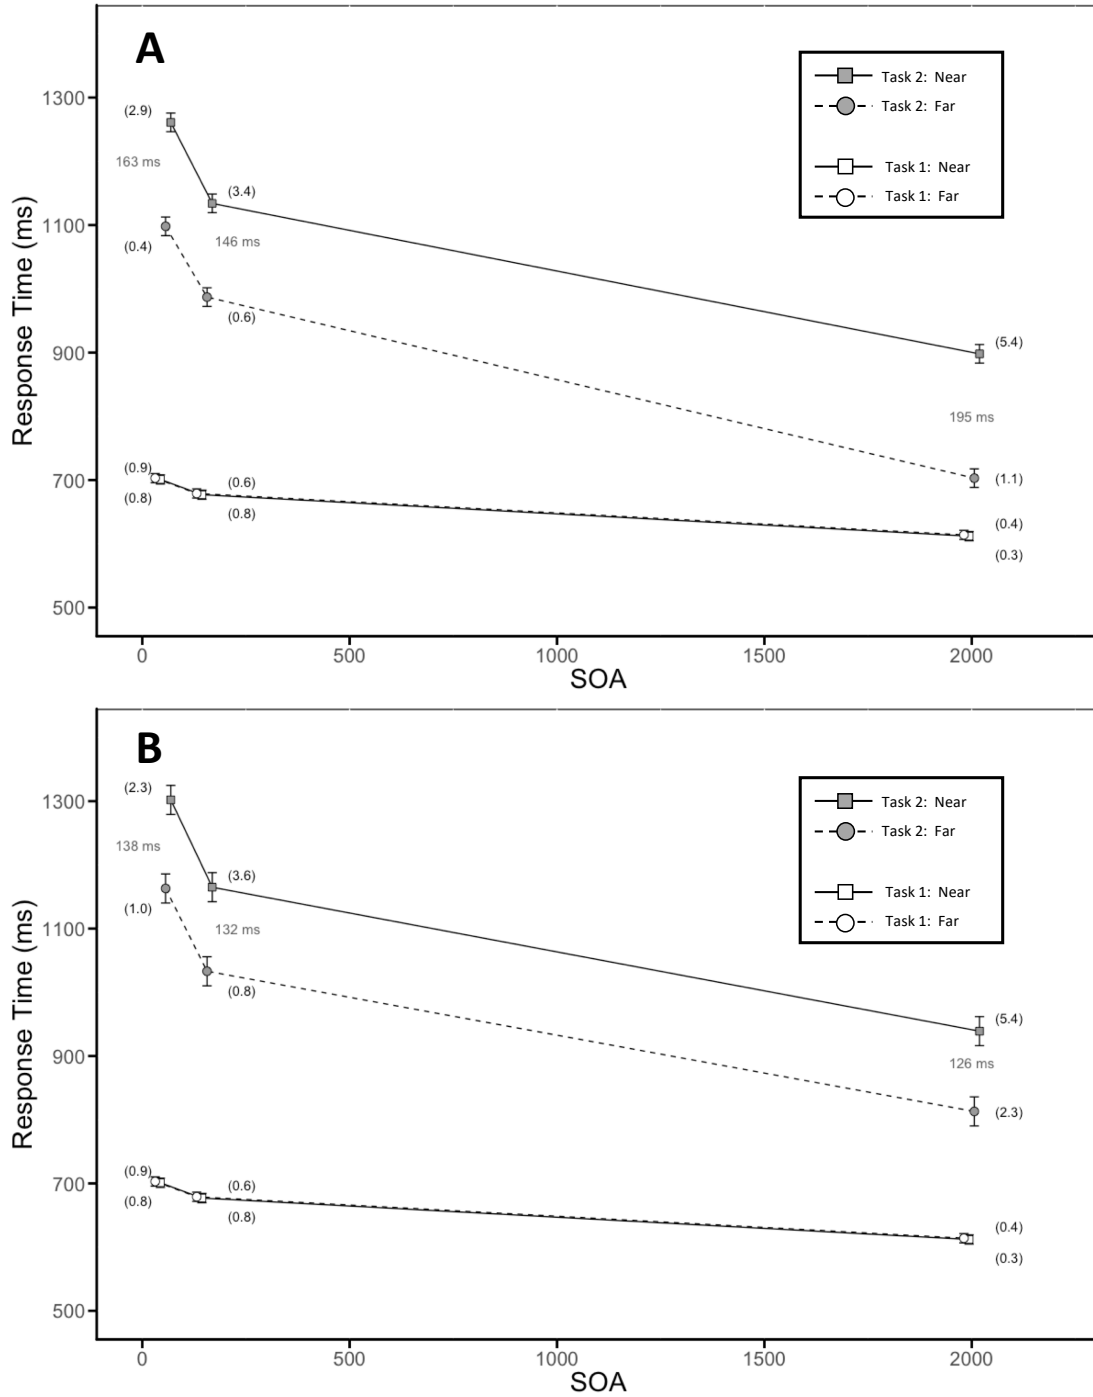 A
Task 2: Near
Task 2: Far
Task 1: Near
Task 1: Far
Response Time (ms)
1300
1100
900
700
500
(2.9)
163 ms
(3.4)
146 ms
(0.4)
(0.6)
(5.4)
195 ms
(1.1)
(0.9)
(0.8)
(0.6)
(0.8)
(0.4)
(0.3)
0 500 1000 1500 2000
SOA
B
Task 2: Near
Task 2: Far
Task 1: Near
Task 1: Far
Response Time (ms)
1300
1100
900
700
500
(2.3)
138 ms
(3.6)
(1.0)
132 ms
(0.8)
(5.4)
126 ms
(2.3)
(0.9)
(0.8)
(0.6)
(0.8)
(0.4)
(0.3)
0 500 1000 1500 2000
SOA